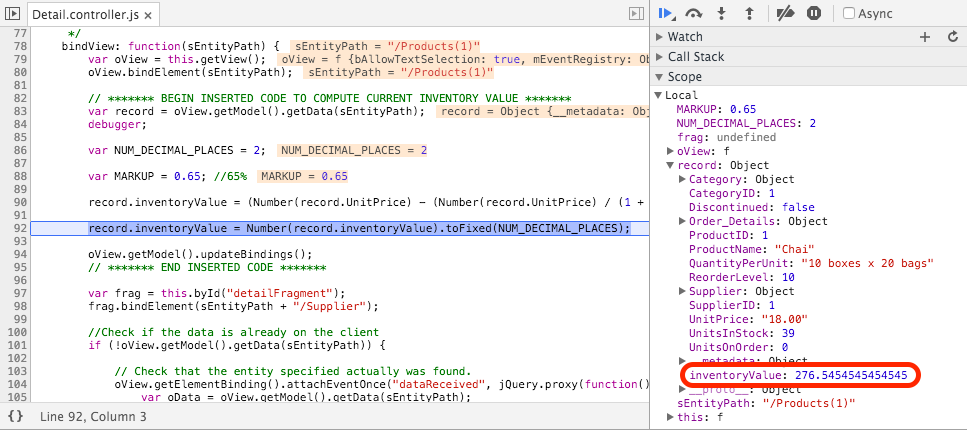 Detail.controller.js ×
77 */
78 bindView: function(sEntityPath) { sEntityPath = "/Products(1)"
79 var oView = this.getView(); oView = f {bAllowTextSelection: true, mEventRegistry: Ob
80 oView.bindElement(sEntityPath); sEntityPath = "/Products(1)"
81
82 // ******* BEGIN INSERTED CODE TO COMPUTE CURRENT INVENTORY VALUE *******
83 var record = oView.getModel().getData(sEntityPath); record = Object {__metadata: Obj
84 debugger;
85
86 var NUM_DECIMAL_PLACES = 2; NUM_DECIMAL_PLACES = 2
87
88 var MARKUP = 0.65; //65% MARKUP = 0.65
89
90 record.inventoryValue = (Number(record.UnitPrice) - (Number(record.UnitPrice) / (1 +
91
92 record.inventoryValue = Number(record.inventoryValue).toFixed(NUM_DECIMAL_PLACES);
93
94 oView.getModel().updateBindings();
95 // ******* END INSERTED CODE *******
96
97 var frag = this.byId("detailFragment");
98 frag.bindElement(sEntityPath + "/Supplier");
99
100 //Check if the data is already on the client
101 if (!oView.getModel().getData(sEntityPath)) {
102
103 // Check that the entity specified actually was found.
104 oView.getElementBinding().attachEventOnce("dataReceived", jQuery.proxy(function()
105 var oData = oView.getModel().getData(sEntityPath);
{} Line 92, Column 3
Async
Watch
Call Stack
Scope
Local
MARKUP: 0.65
NUM_DECIMAL_PLACES: 2
frag: undefined
oView: f
record: Object
Category: Object
CategoryID: 1
Discontinued: false
Order_Details: Object
ProductID: 1
ProductName: "Chai"
QuantityPerUnit: "10 boxes x 20 bags"
ReorderLevel: 10
Supplier: Object
SupplierID: 1
UnitPrice: "18.00"
UnitsInStock: 39
UnitsOnOrder: 0
__metadata: Object
inventoryValue: 276.5454545454545
__proto__: Object
sEntityPath: "/Products(1)"
this: f